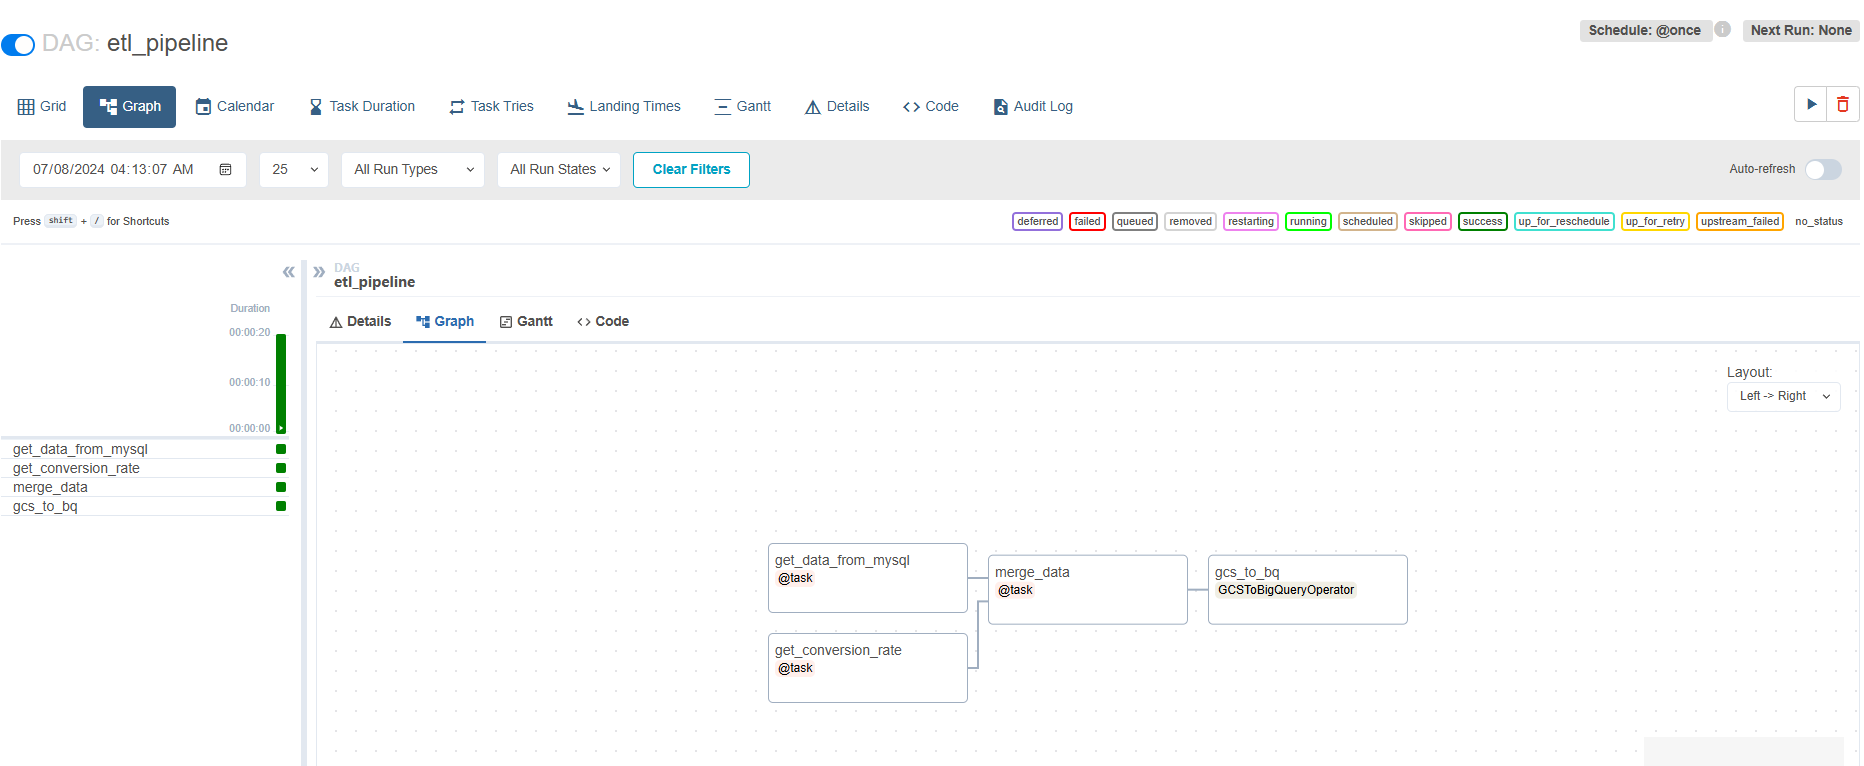 DAG: etl_pipeline
Schedule: @once
i
Next Run: None
Grid
Graph
Calendar
Task Duration
Task Tries
Landing Times
Gantt
Details
<> Code
Audit Log
07/08/2024 04:13:07 AM
25
All Run Types
All Run States
Clear Filters
Auto-refresh
Press shift + / for Shortcuts
deferred
failed
queued
removed
restarting
running
scheduled
skipped
success
up_for_reschedule
up_for_retry
upstream_failed
no_status
«
»
DAG
etl_pipeline
Duration
00:00:20
00:00:10
00:00:00
get_data_from_mysql
get_conversion_rate
merge_data
gcs_to_bq
Details
Graph
Gantt
<> Code
Layout:
Left -> Right
get_data_from_mysql
@task
merge_data
@task
gcs_to_bq
GCSToBigQueryOperator
get_conversion_rate
@task